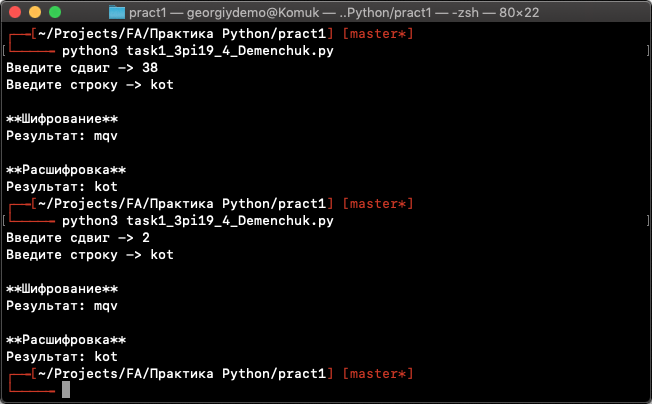 pract1 — georgiydemo@Komuk — ..Python/pract1 — -zsh — 80×22
[~/Projects/FA/Практика Python/pract1] [master*]
python3 task1_3pi19_4_Demenchuk.py
Введите сдвиг —> 38
Введите строку —> kot
**Шифрование**
Результат: mqv
**Расшифровка**
Результат: kot
[~/Projects/FA/Практика Python/pract1] [master*]
python3 task1_3pi19_4_Demenchuk.py
Введите сдвиг —> 2
Введите строку —> kot
**Шифрование**
Результат: mqv
**Расшифровка**
Результат: kot
[~/Projects/FA/Практика Python/pract1] [master*]